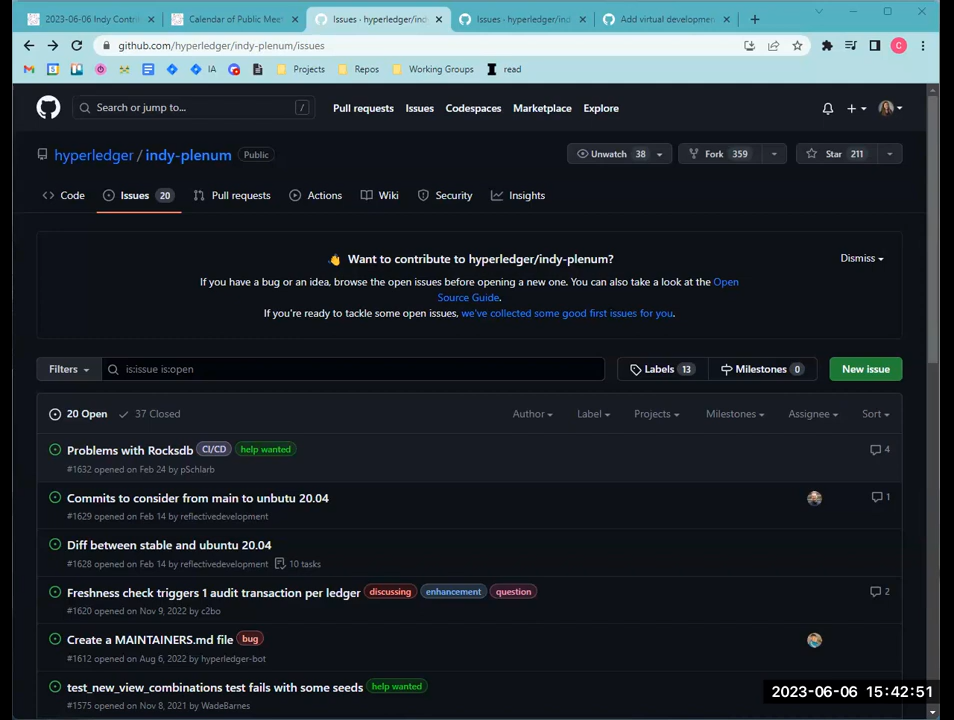 2023-06-06 Indy Contri
Calendar of Public Meet
Issues · hyperledger/ind
Issues · hyperledger/ind
Add virtual developmen
github.com/hyperledger/indy-plenum/issues
IA
Projects
Repos
Working Groups
read
Search or jump to...
/
Pull requests
Issues
Codespaces
Marketplace
Explore
hyperledger / indy-plenum
Public
Unwatch 38
Fork 359
Star 211
Code
Issues 20
Pull requests
Actions
Wiki
Security
Insights
Want to contribute to hyperledger/indy-plenum?
Dismiss
If you have a bug or an idea, browse the open issues before opening a new one. You can also take a look at the Open
Source Guide.
If you're ready to tackle some open issues, we've collected some good first issues for you.
Filters
is:issue is:open
Labels 13
Milestones 0
New issue
20 Open
37 Closed
Author
Label
Projects
Milestones
Assignee
Sort
Problems with Rocksdb CI/CD help wanted
4
#1632 opened on Feb 24 by pSchlarb
Commits to consider from main to unbutu 20.04
1
#1629 opened on Feb 14 by reflectivedevelopment
Diff between stable and ubuntu 20.04
#1628 opened on Feb 14 by reflectivedevelopment 10 tasks
Freshness check triggers 1 audit transaction per ledger discussing enhancement question
2
#1620 opened on Nov 9, 2022 by c2bo
Create a MAINTAINERS.md file bug
#1612 opened on Aug 6, 2022 by hyperledger-bot
test_new_view_combinations test fails with some seeds help wanted
#1575 opened on Nov 8, 2021 by WadeBarnes
2023-06-06 15:42:51